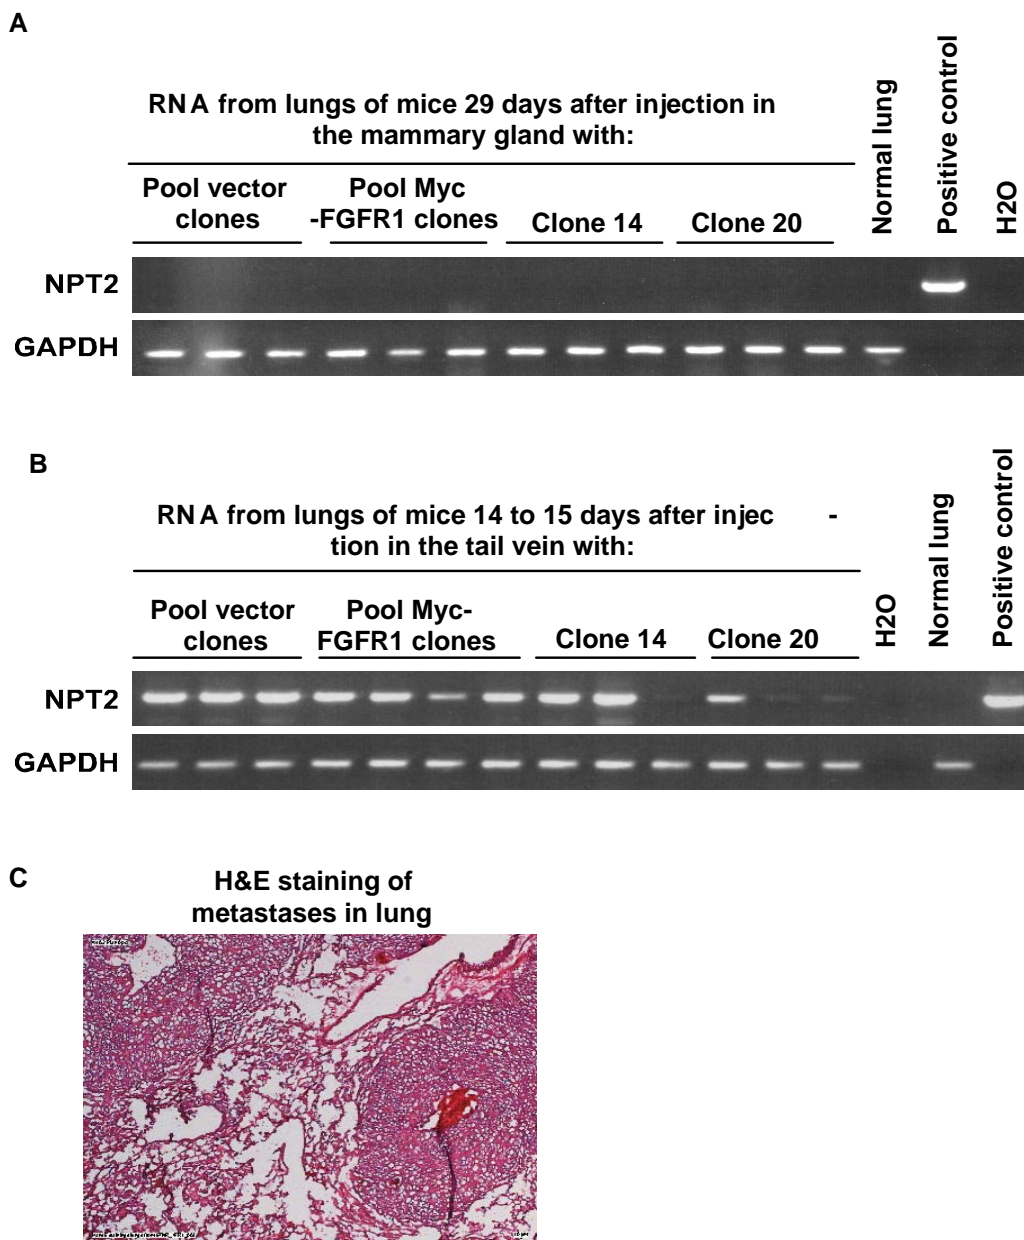 A
RNA from lungs of mice 29 days after injection in
the mammary gland with:
Normal lung
Positive control
H2O
Pool vector
clones
Pool Myc
-FGFR1 clones
Clone 14
Clone 20
NPT2
GAPDH
B
RNA from lungs of mice 14 to 15 days after injec -
tion in the tail vein with:
H2O
Normal lung
Positive control
Pool vector
clones
Pool Myc-
FGFR1 clones
Clone 14
Clone 20
NPT2
GAPDH
C
H&E staining of
metastases in lung